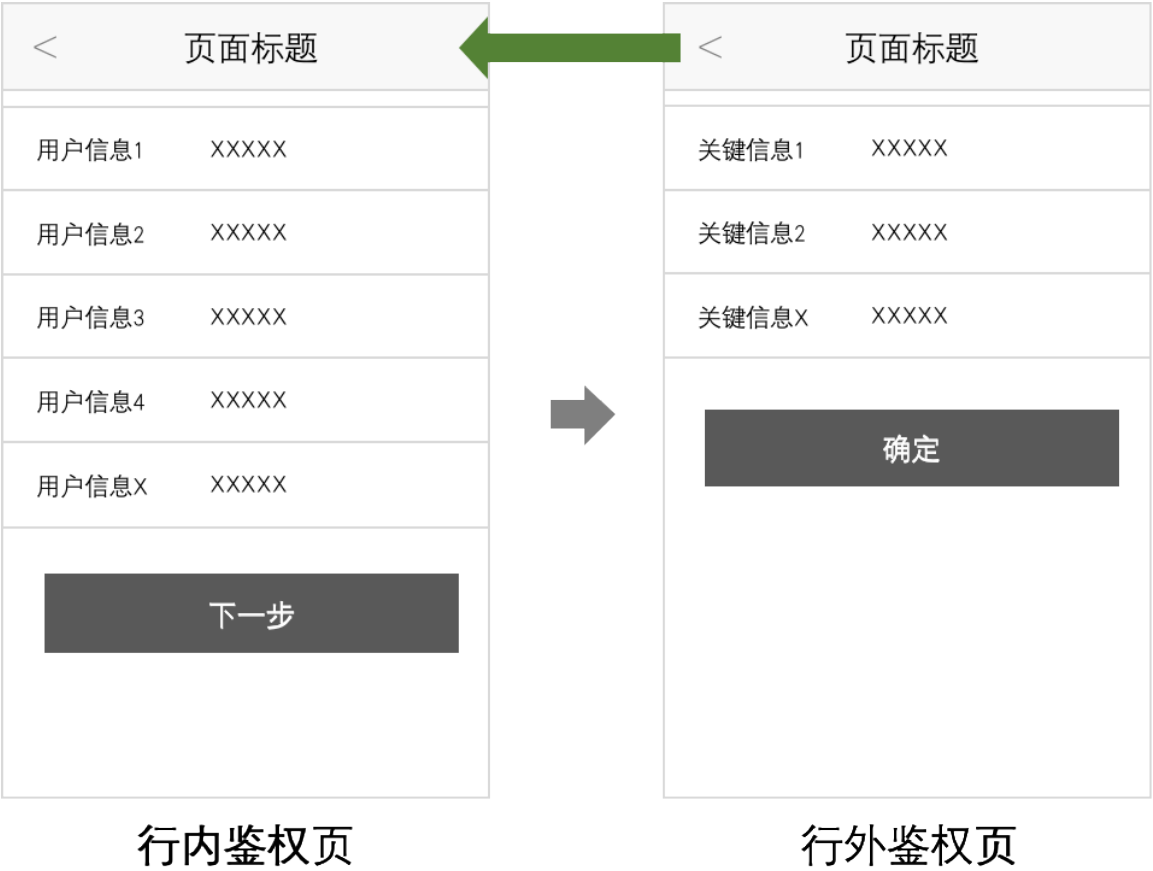 < 页面标题
用户信息1 XXXXX
用户信息2 XXXXX
用户信息3 XXXXX
用户信息4 XXXXX
用户信息X XXXXX
下一步
行内鉴权页
< 页面标题
关键信息1 XXXXX
关键信息2 XXXXX
关键信息X XXXXX
确定
行外鉴权页